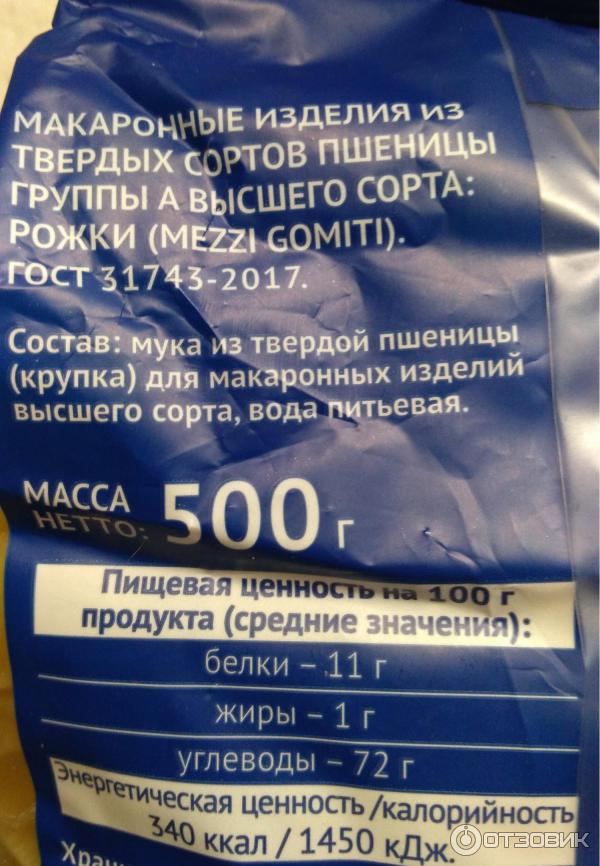 МАКАРОННЫЕ ИЗДЕЛИЯ ИЗ
ТВЕРДЫХ СОРТОВ ПШЕНИЦЫ
ГРУППЫ А ВЫСШЕГО СОРТА:
РОЖКИ (MEZZI GOMITI).
ГОСТ 31743-2017.
Состав: мука из твердой пшеницы
(крупка) для макаронных изделий
высшего сорта, вода питьевая.
МАССА
НЕТТО: 500 г
Пищевая ценность на 100 г
продукта (средние значения):
белки – 11 г
жиры – 1 г
углеводы – 72 г
Энергетическая ценность /калорийность
340 ккал / 1450 кДж.
ОТЗОВИК